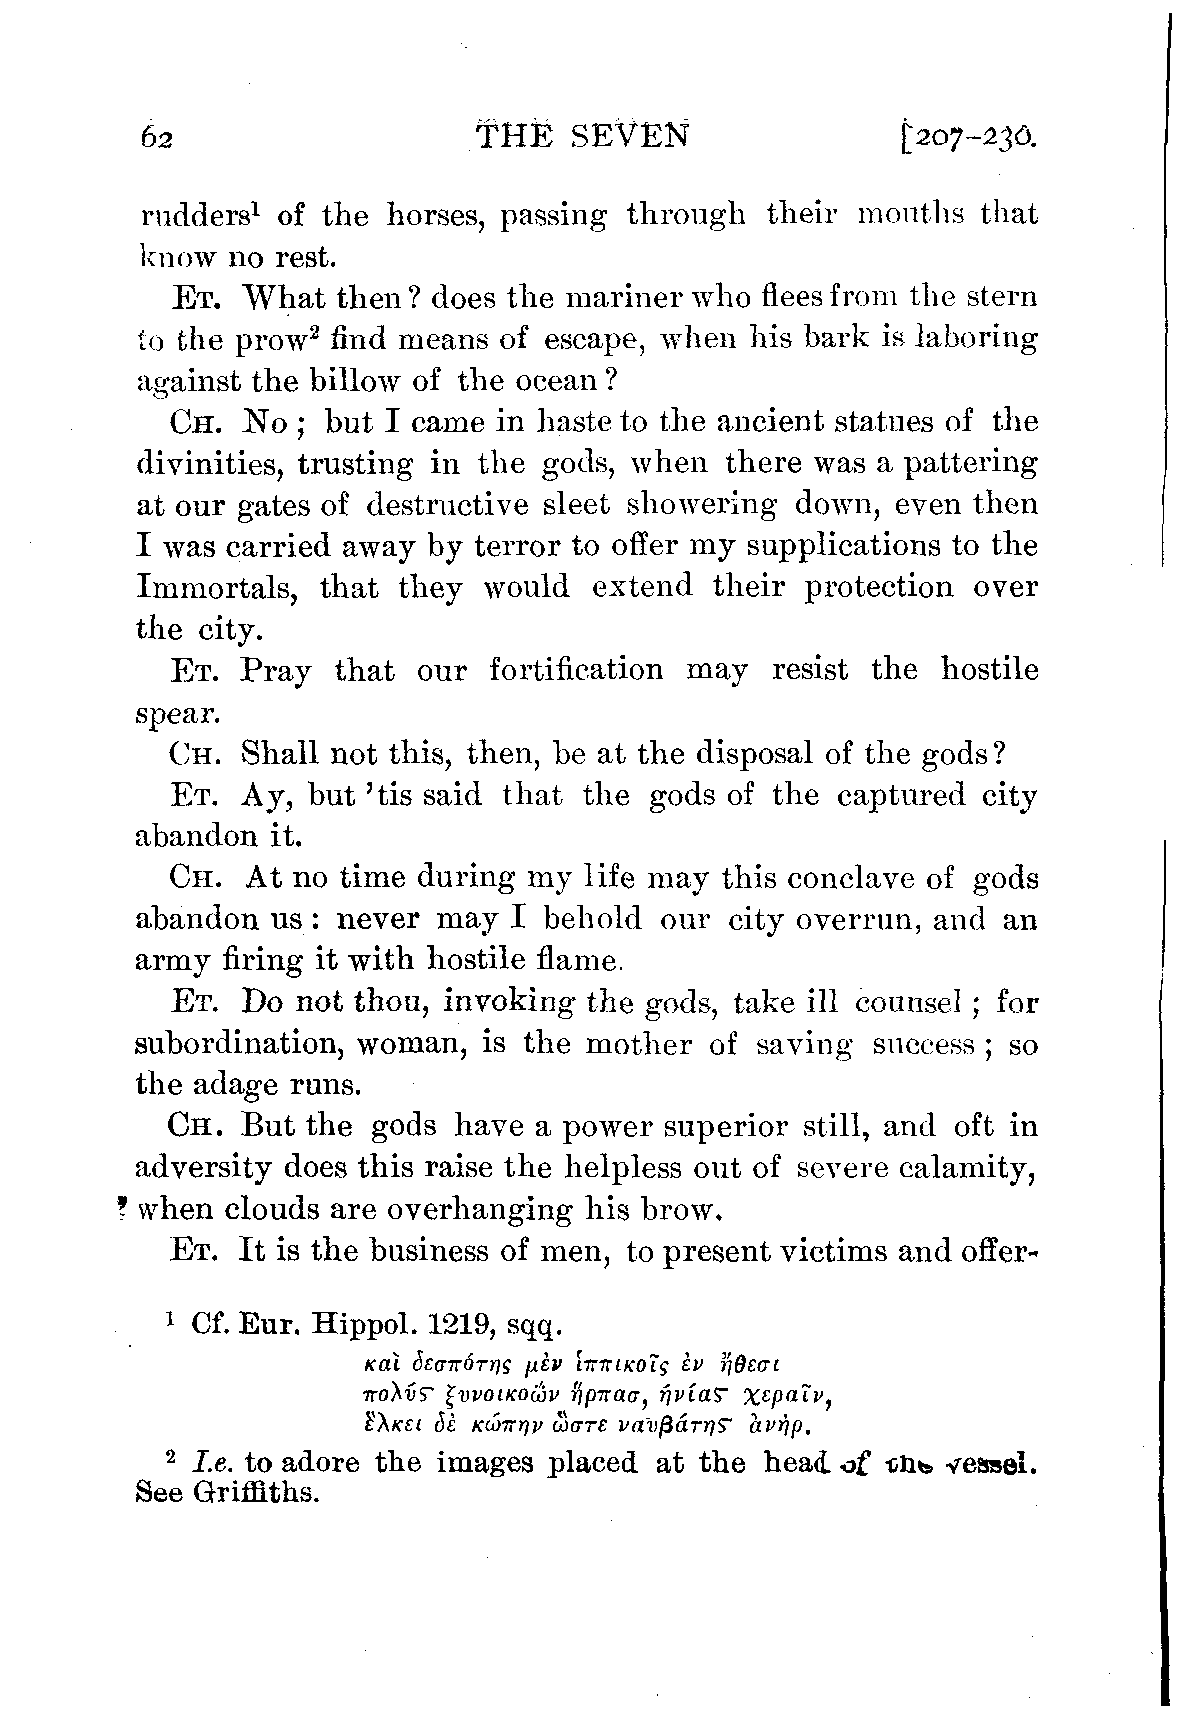 62 THE SEVEN [207–230.
rudders¹ of the horses, passing through their mouths that
know no rest.
ET. What then? does the mariner who flees from the stern
to the prow² find means of escape, when his bark is laboring
against the billow of the ocean?
CH. No; but I came in haste to the ancient statues of the
divinities, trusting in the gods, when there was a pattering
at our gates of destructive sleet showering down, even then
I was carried away by terror to offer my supplications to the
Immortals, that they would extend their protection over
the city.
ET. Pray that our fortification may resist the hostile
spear.
CH. Shall not this, then, be at the disposal of the gods?
ET. Ay, but 'tis said that the gods of the captured city
abandon it.
CH. At no time during my life may this conclave of gods
abandon us: never may I behold our city overrun, and an
army firing it with hostile flame.
ET. Do not thou, invoking the gods, take ill counsel; for
subordination, woman, is the mother of saving success; so
the adage runs.
CH. But the gods have a power superior still, and oft in
adversity does this raise the helpless out of severe calamity,
when clouds are overhanging his brow.
ET. It is the business of men, to present victims and offer-
¹ Cf. Eur. Hippol. 1219, sqq.
καὶ δεσπότης μὲν ἱππικοῖς ἐν ἤθεσι
πολὺς ξυνοικῶν ἥρπασ, ἡνίας χεραῖν,
ἕλκει δὲ κώπην ὥστε ναυβάτης ἀνήρ.
² I.e. to adore the images placed at the head of the vessel.
See Griffiths.